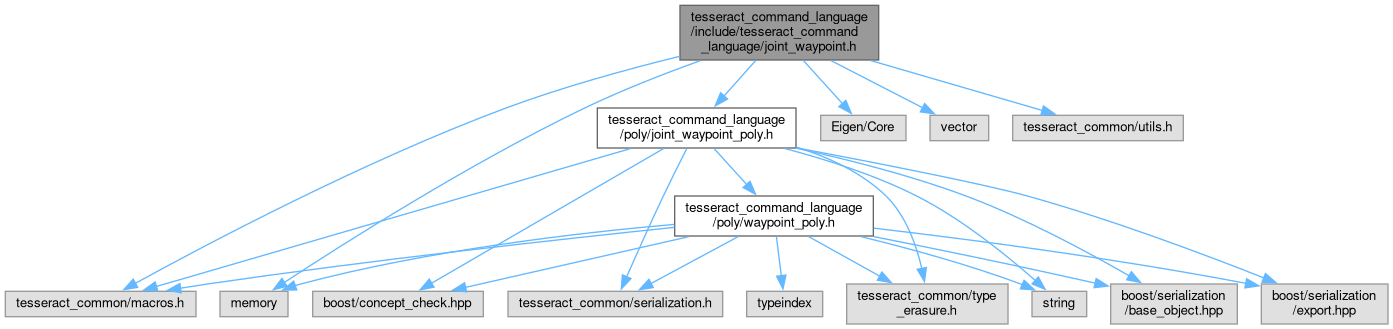 tesseract_command_language
/include/tesseract_command
_language/joint_waypoint.h
tesseract_command_language
/poly/joint_waypoint_poly.h
Eigen/Core
vector
tesseract_common/utils.h
tesseract_command_language
/poly/waypoint_poly.h
tesseract_common/macros.h
memory
boost/concept_check.hpp
tesseract_common/serialization.h
typeindex
tesseract_common/type
_erasure.h
string
boost/serialization
/base_object.hpp
boost/serialization
/export.hpp